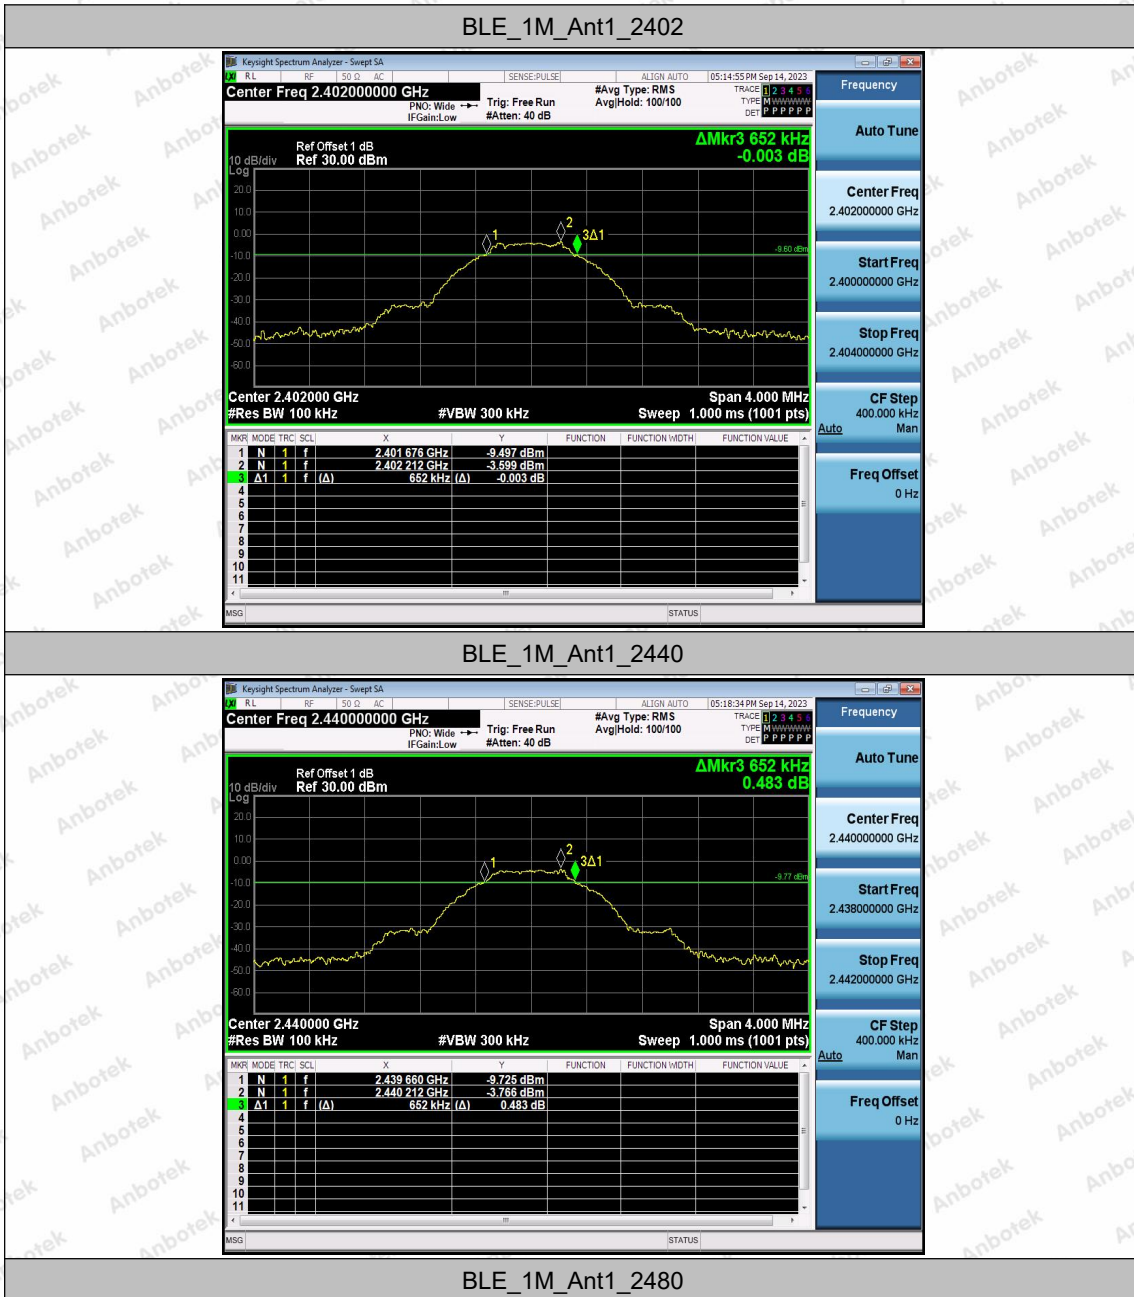 BLE_1M_Ant1_2402
Keysight Spectrum Analyzer - Swept SA
LXI RL RF 50 Ω AC SENSE:PULSE ALIGN AUTO 05:14:55 PM Sep 14, 2023
Center Freq 2.402000000 GHz
PNO: Wide
IFGain:Low
Trig: Free Run
#Atten: 40 dB
#Avg Type: RMS
Avg|Hold: 100/100
TRACE 1 2 3 4 5 6
TYPE M W W W W W
DET P P P P P P
Frequency
Auto Tune
Ref Offset 1 dB
10 dB/div Ref 30.00 dBm
Log
ΔMkr3 652 kHz
-0.003 dB
20.0
10.0
0.00
-10.0
-20.0
-30.0
-40.0
-50.0
-60.0
1
2
3Δ1
-9.60 dBm
Center 2.402000 GHz Span 4.000 MHz
#Res BW 100 kHz #VBW 300 kHz Sweep 1.000 ms (1001 pts)
Center Freq
2.402000000 GHz
Start Freq
2.400000000 GHz
Stop Freq
2.404000000 GHz
CF Step
400.000 kHz
Auto Man
Freq Offset
0 Hz
MKR MODE TRC SCL X Y FUNCTION FUNCTION WIDTH FUNCTION VALUE
1 N 1 f 2.401 676 GHz -9.497 dBm
2 N 1 f 2.402 212 GHz -3.599 dBm
3 Δ1 1 f (Δ) 652 kHz (Δ) -0.003 dB
4
5
6
7
8
9
10
11
MSG STATUS
BLE_1M_Ant1_2440
Keysight Spectrum Analyzer - Swept SA
LXI RL RF 50 Ω AC SENSE:PULSE ALIGN AUTO 05:18:34 PM Sep 14, 2023
Center Freq 2.440000000 GHz
PNO: Wide
IFGain:Low
Trig: Free Run
#Atten: 40 dB
#Avg Type: RMS
Avg|Hold: 100/100
TRACE 1 2 3 4 5 6
TYPE M W W W W W
DET P P P P P P
Frequency
Auto Tune
Ref Offset 1 dB
10 dB/div Ref 30.00 dBm
Log
ΔMkr3 652 kHz
0.483 dB
20.0
10.0
0.00
-10.0
-20.0
-30.0
-40.0
-50.0
-60.0
1
2
3Δ1
-9.77 dBm
Center 2.440000 GHz Span 4.000 MHz
#Res BW 100 kHz #VBW 300 kHz Sweep 1.000 ms (1001 pts)
Center Freq
2.440000000 GHz
Start Freq
2.438000000 GHz
Stop Freq
2.442000000 GHz
CF Step
400.000 kHz
Auto Man
Freq Offset
0 Hz
MKR MODE TRC SCL X Y FUNCTION FUNCTION WIDTH FUNCTION VALUE
1 N 1 f 2.439 660 GHz -9.725 dBm
2 N 1 f 2.440 212 GHz -3.766 dBm
3 Δ1 1 f (Δ) 652 kHz (Δ) 0.483 dB
4
5
6
7
8
9
10
11
MSG STATUS
BLE_1M_Ant1_2480
Anbotek